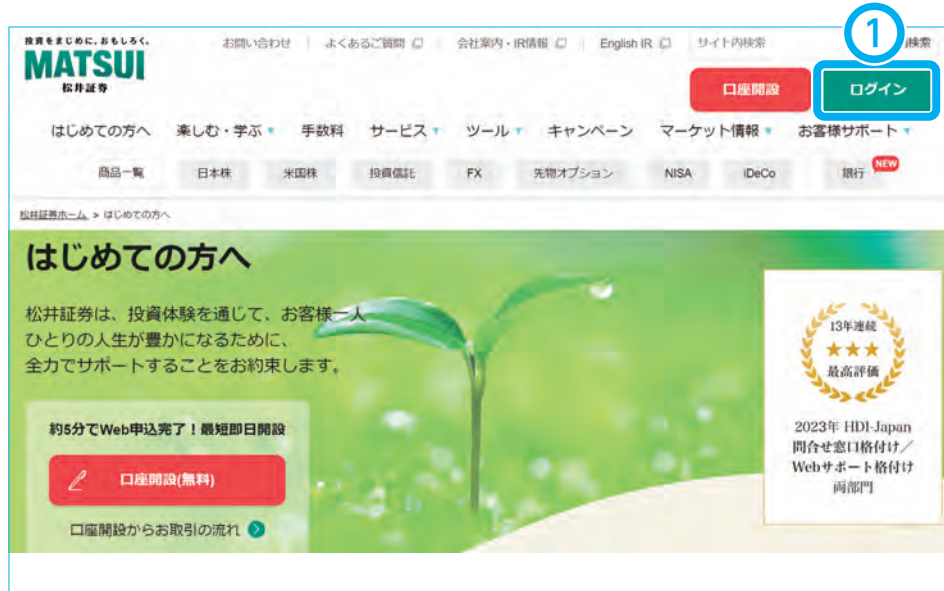 投資をまじめに、おもしろく。
MATSUI
松井証券
お問い合わせ
よくあるご質問
会社案内・IR情報
English IR
サイト内検索
検索
①
口座開設
ログイン
はじめての方へ
楽しむ・学ぶ
手数料
サービス
ツール
キャンペーン
マーケット情報
お客様サポート
商品一覧
日本株
米国株
投資信託
FX
先物オプション
NISA
iDeCo
銀行
NEW
松井証券ホーム > はじめての方へ
はじめての方へ
松井証券は、投資体験を通じて、お客様一人
ひとりの人生が豊かになるために、
全力でサポートすることをお約束します。
約5分でWeb申込完了！最短即日開設
口座開設(無料)
口座開設からお取引の流れ
13年連続
★★★
最高評価
2023年 HDI-Japan
問合せ窓口格付け／
Webサポート格付け
両部門